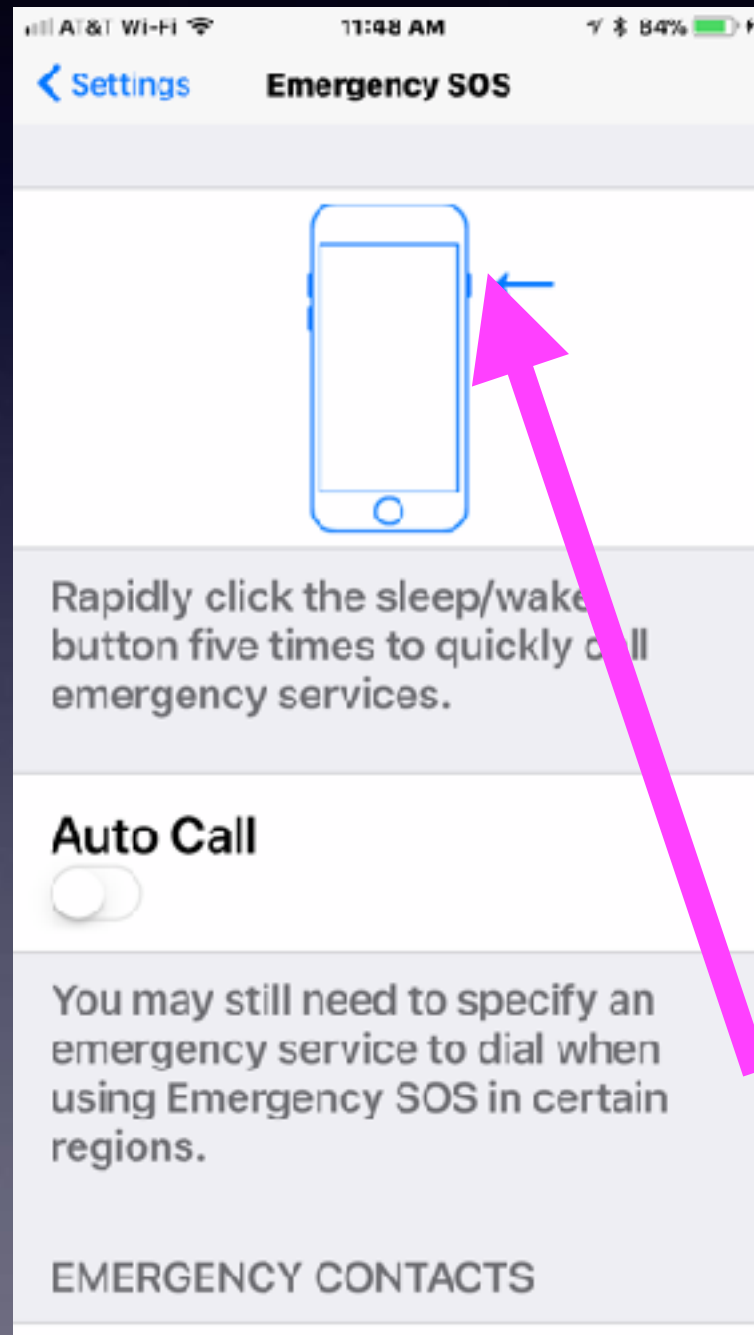 AT&T Wi-Fi 11:48 AM 84%
Settings Emergency SOS
Rapidly click the sleep/wake
button five times to quickly call
emergency services.
Auto Call
You may still need to specify an
emergency service to dial when
using Emergency SOS in certain
regions.
EMERGENCY CONTACTS